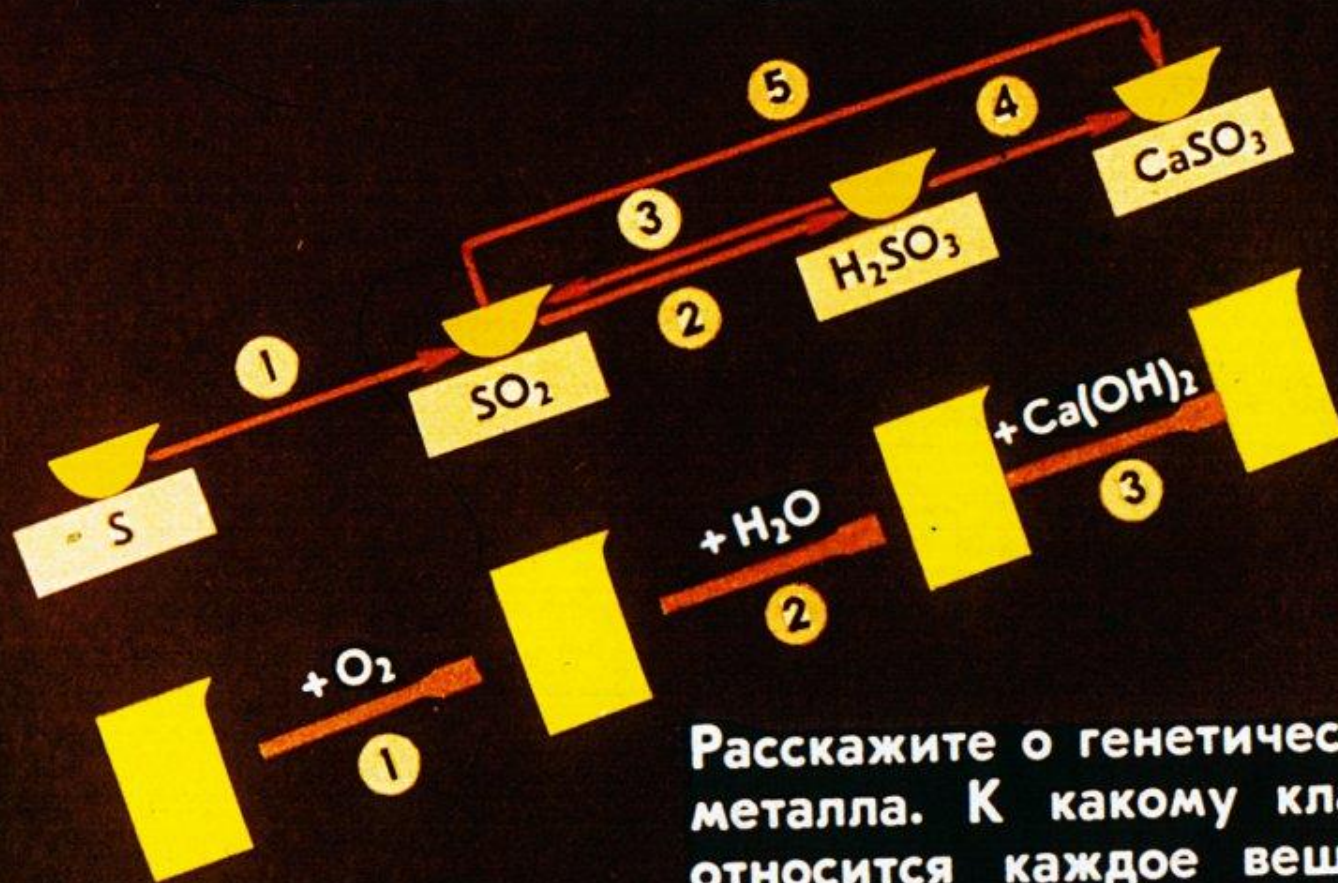 5
4
CaSO₃
3
H₂SO₃
2
1
SO₂
S
+ Ca(OH)₂
3
+ H₂O
2
+ O₂
1
Расскажите о генетичес
металла. К какому кл
относится каждое вещ